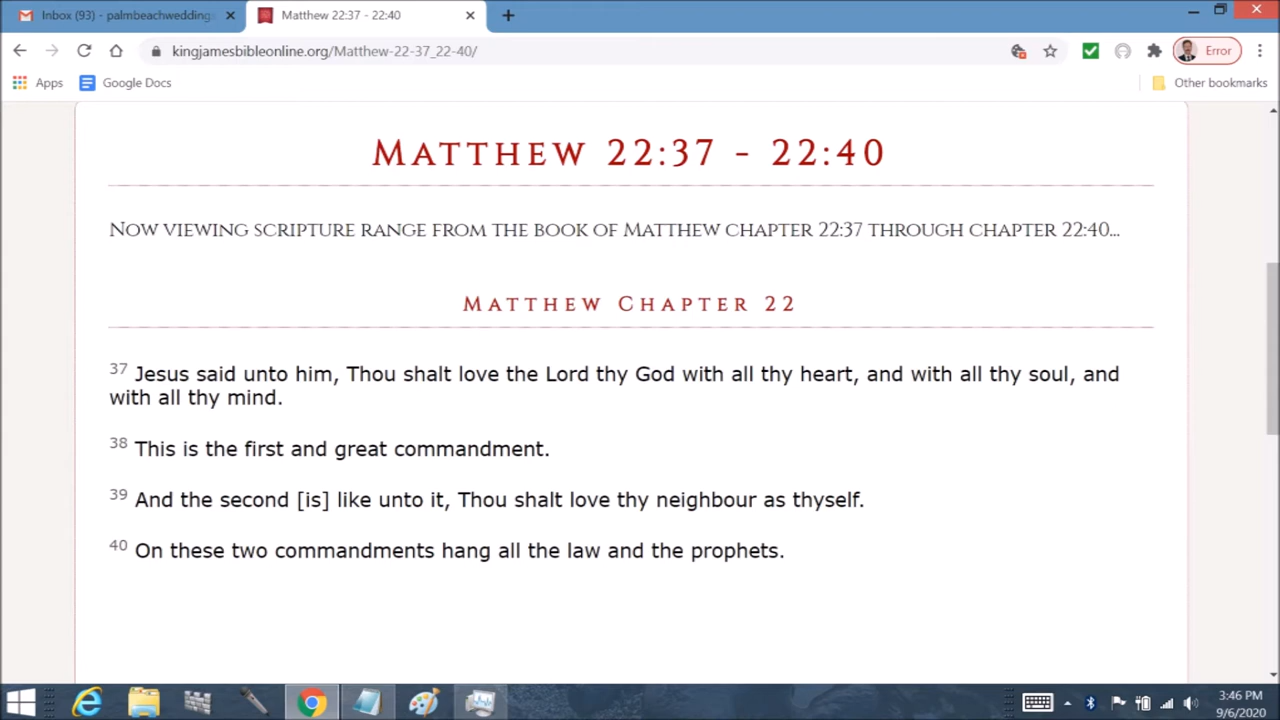 Inbox (93) - palmbeachwedding
Matthew 22:37 - 22:40
kingjamesbibleonline.org/Matthew-22-37_22-40/
Error
Apps
Google Docs
Other bookmarks
Matthew 22:37 - 22:40
Now viewing scripture range from the book of Matthew chapter 22:37 through chapter 22:40...
Matthew Chapter 22
37 Jesus said unto him, Thou shalt love the Lord thy God with all thy heart, and with all thy soul, and
with all thy mind.
38 This is the first and great commandment.
39 And the second [is] like unto it, Thou shalt love thy neighbour as thyself.
40 On these two commandments hang all the law and the prophets.
3:46 PM
9/6/2020